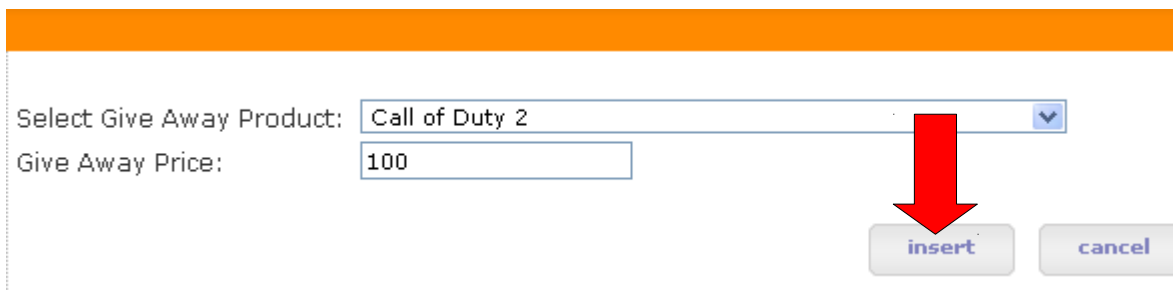 Select Give Away Product: Call of Duty 2
Give Away Price: 100
insert cancel